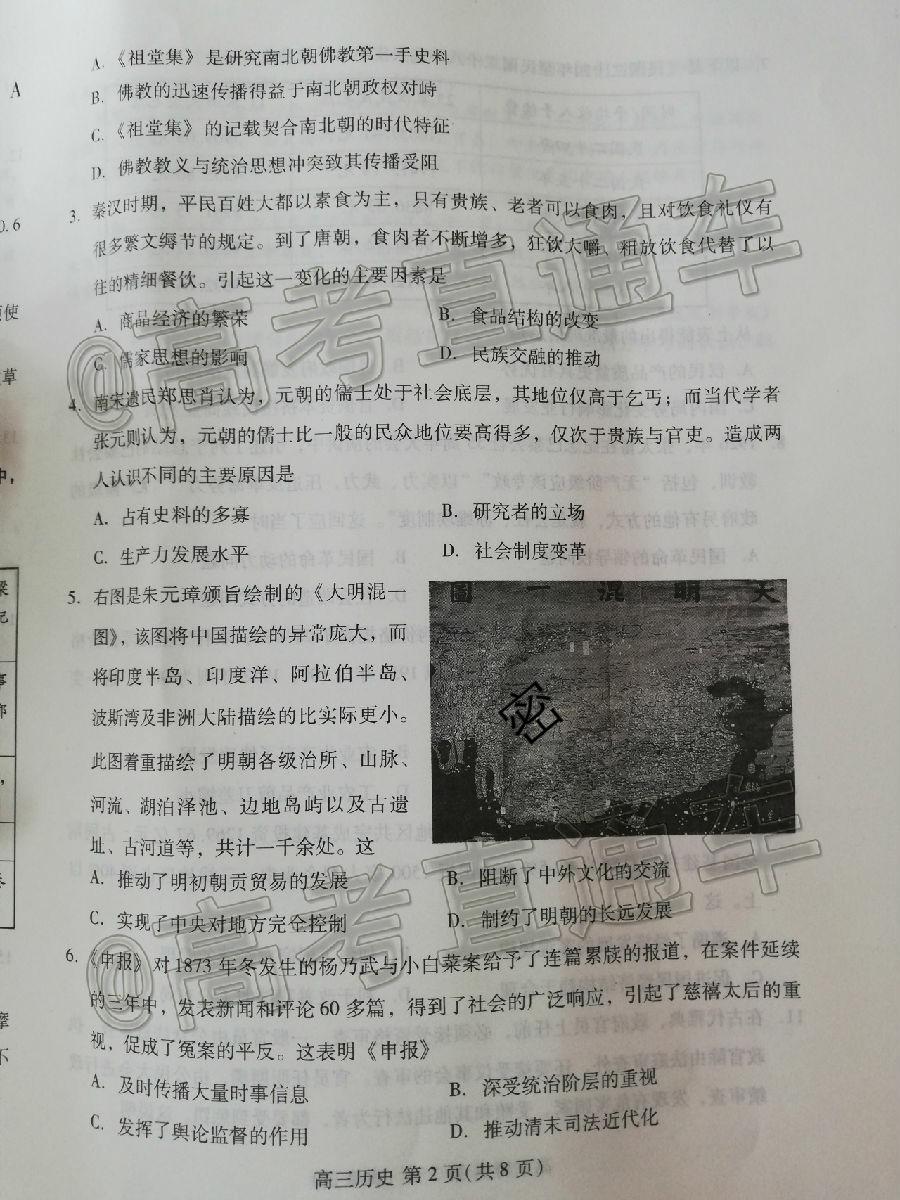 A. 《祖堂集》是研究南北朝佛教第一手史料
B. 佛教的迅速传播得益于南北朝政权对峙
C. 《祖堂集》的记载契合南北朝的时代特征
D. 佛教教义与统治思想冲突致其传播受阻
3. 秦汉时期，平民百姓大都以素食为主，只有贵族、老者可以食肉，且对饮食礼仪有
很多繁文缛节的规定。到了唐朝，食肉者不断增多，狂饮大嚼、粗放饮食代替了以
往的精细餐饮。引起这一变化的主要因素是
A. 商品经济的繁荣 B. 食品结构的改变
C. 儒家思想的影响 D. 民族交融的推动
4. 南宋遗民郑思肖认为，元朝的儒士处于社会底层，其地位仅高于乞丐；而当代学者
张元则认为，元朝的儒士比一般的民众地位要高得多，仅次于贵族与官吏。造成两
人认识不同的主要原因是
A. 占有史料的多寡 B. 研究者的立场
C. 生产力发展水平 D. 社会制度变革
5. 右图是朱元璋颁旨绘制的《大明混一
图》，该图将中国描绘的异常庞大，而
将印度半岛、印度洋、阿拉伯半岛、
波斯湾及非洲大陆描绘的比实际更小。
此图着重描绘了明朝各级治所、山脉、
河流、湖泊泽池、边地岛屿以及古遗
址、古河道等，共计一千余处。这
圖一混明大
密
A. 推动了明初朝贡贸易的发展 B. 阻断了中外文化的交流
C. 实现了中央对地方完全控制 D. 制约了明朝的长远发展
6. 《申报》对1873年冬发生的杨乃武与小白菜案给予了连篇累牍的报道，在案件延续
的三年中，发表新闻和评论60多篇，得到了社会的广泛响应，引起了慈禧太后的重
视，促成了冤案的平反。这表明《申报》
A. 及时传播大量时事信息 B. 深受统治阶层的重视
C. 发挥了舆论监督的作用 D. 推动清末司法近代化
高三历史 第2页(共8页)
@高考直通车
@高考直通车
A
0.6
使
草
中,